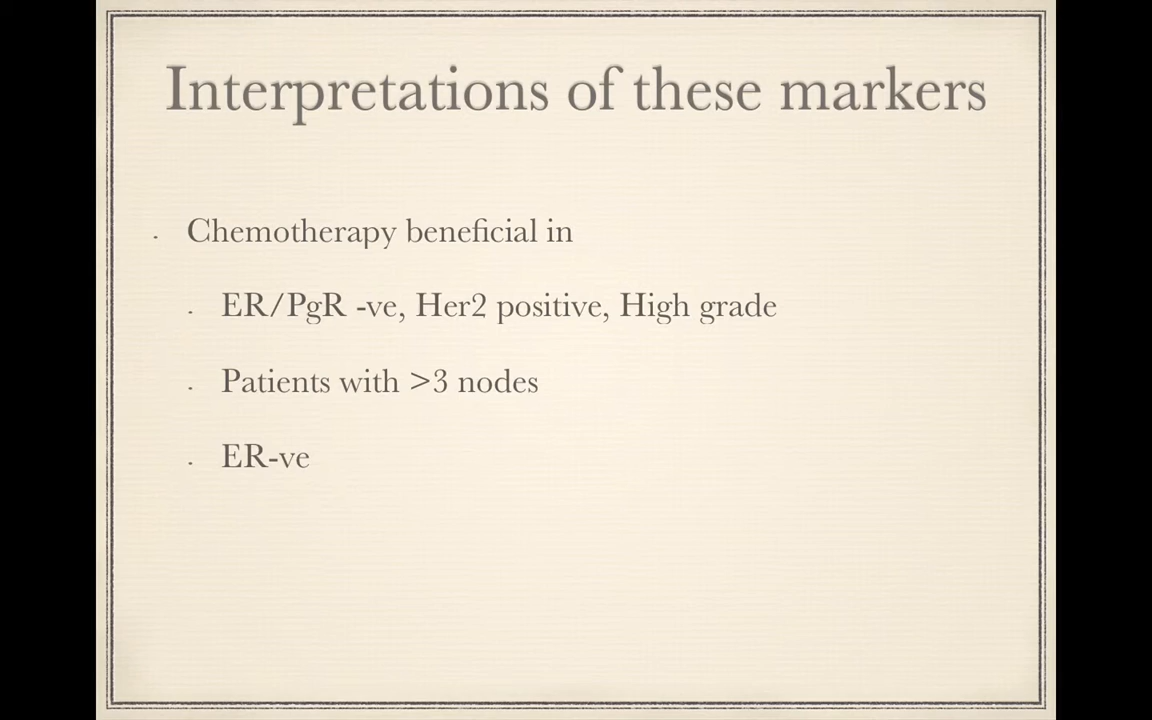 Interpretations of these markers
Chemotherapy beneficial in
ER/PgR -ve, Her2 positive, High grade
Patients with >3 nodes
ER-ve